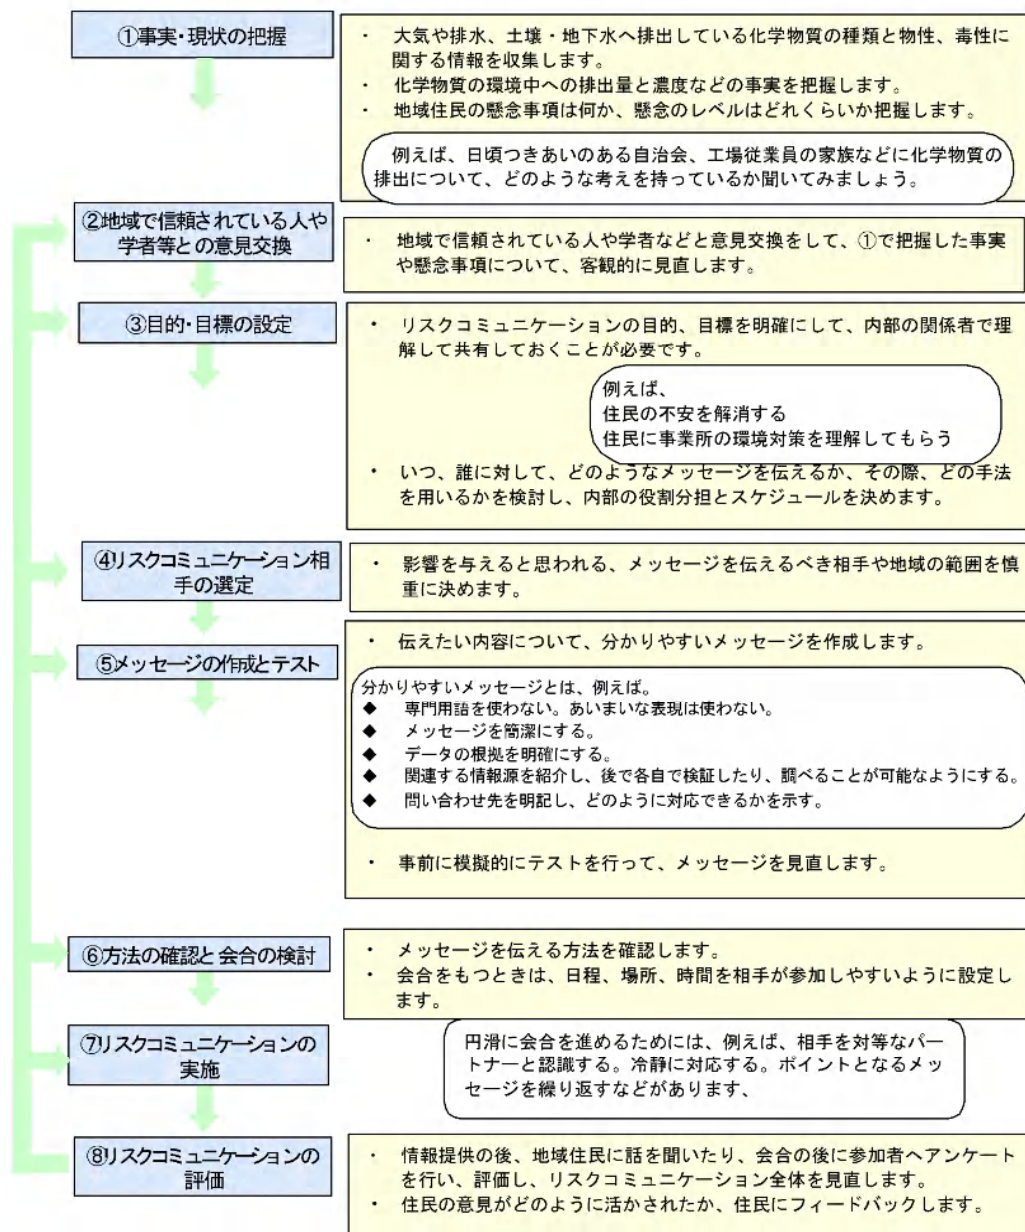 ①事実・現状の把握
・ 大気や排水、土壌・地下水へ排出している化学物質の種類と物性、毒性に
関する情報を収集します。
・ 化学物質の環境中への排出量と濃度などの事実を把握します。
・ 地域住民の懸念事項は何か、懸念のレベルはどれくらいか把握します。
例えば、日頃つきあいのある自治会、工場従業員の家族などに化学物質の
排出について、どのような考えを持っているか聞いてみましょう。
②地域で信頼されている人や
学者等との意見交換
・ 地域で信頼されている人や学者などと意見交換をして、①で把握した事実
や懸念事項について、客観的に見直します。
③目的・目標の設定
・ リスクコミュニケーションの目的、目標を明確にして、内部の関係者で理
解して共有しておくことが必要です。
例えば、
住民の不安を解消する
住民に事業所の環境対策を理解してもらう
・ いつ、誰に対して、どのようなメッセージを伝えるか、その際、どの手法
を用いるかを検討し、内部の役割分担とスケジュールを決めます。
④リスクコミュニケーション相
手の選定
・ 影響を与えると思われる、メッセージを伝えるべき相手や地域の範囲を慎
重に決めます。
⑤メッセージの作成とテスト
・ 伝えたい内容について、分かりやすいメッセージを作成します。
分かりやすいメッセージとは、例えば。
◆ 専門用語を使わない。あいまいな表現は使わない。
◆ メッセージを簡潔にする。
◆ データの根拠を明確にする。
◆ 関連する情報源を紹介し、後で各自で検証したり、調べることが可能なようにする。
◆ 問い合わせ先を明記し、どのように対応できるかを示す。
・ 事前に模擬的にテストを行って、メッセージを見直します。
⑥方法の確認と会合の検討
・ メッセージを伝える方法を確認します。
・ 会合をもつときは、日程、場所、時間を相手が参加しやすいように設定し
ます。
⑦リスクコミュニケーションの
実施
円滑に会合を進めるためには、例えば、相手を対等なパー
トナーと認識する。冷静に対応する。ポイントとなるメッ
セージを繰り返すなどがあります、
⑧リスクコミュニケーションの
評価
・ 情報提供の後、地域住民に話を聞いたり、会合の後に参加者へアンケート
を行い、評価し、リスクコミュニケーション全体を見直します。
・ 住民の意見がどのように活かされたか、住民にフィードバックします。